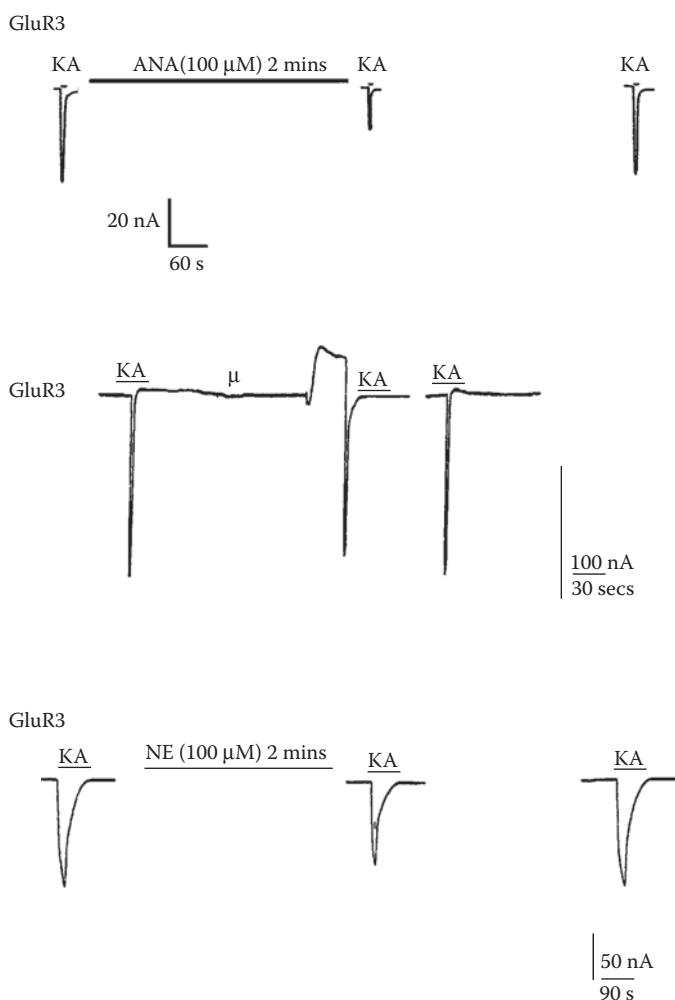 GluR3
KA ANA(100 μM) 2 mins KA KA
20 nA
60 s
KA μ KA KA
GluR3
100 nA
30 secs
GluR3
KA NE (100 μM) 2 mins KA KA
50 nA
90 s